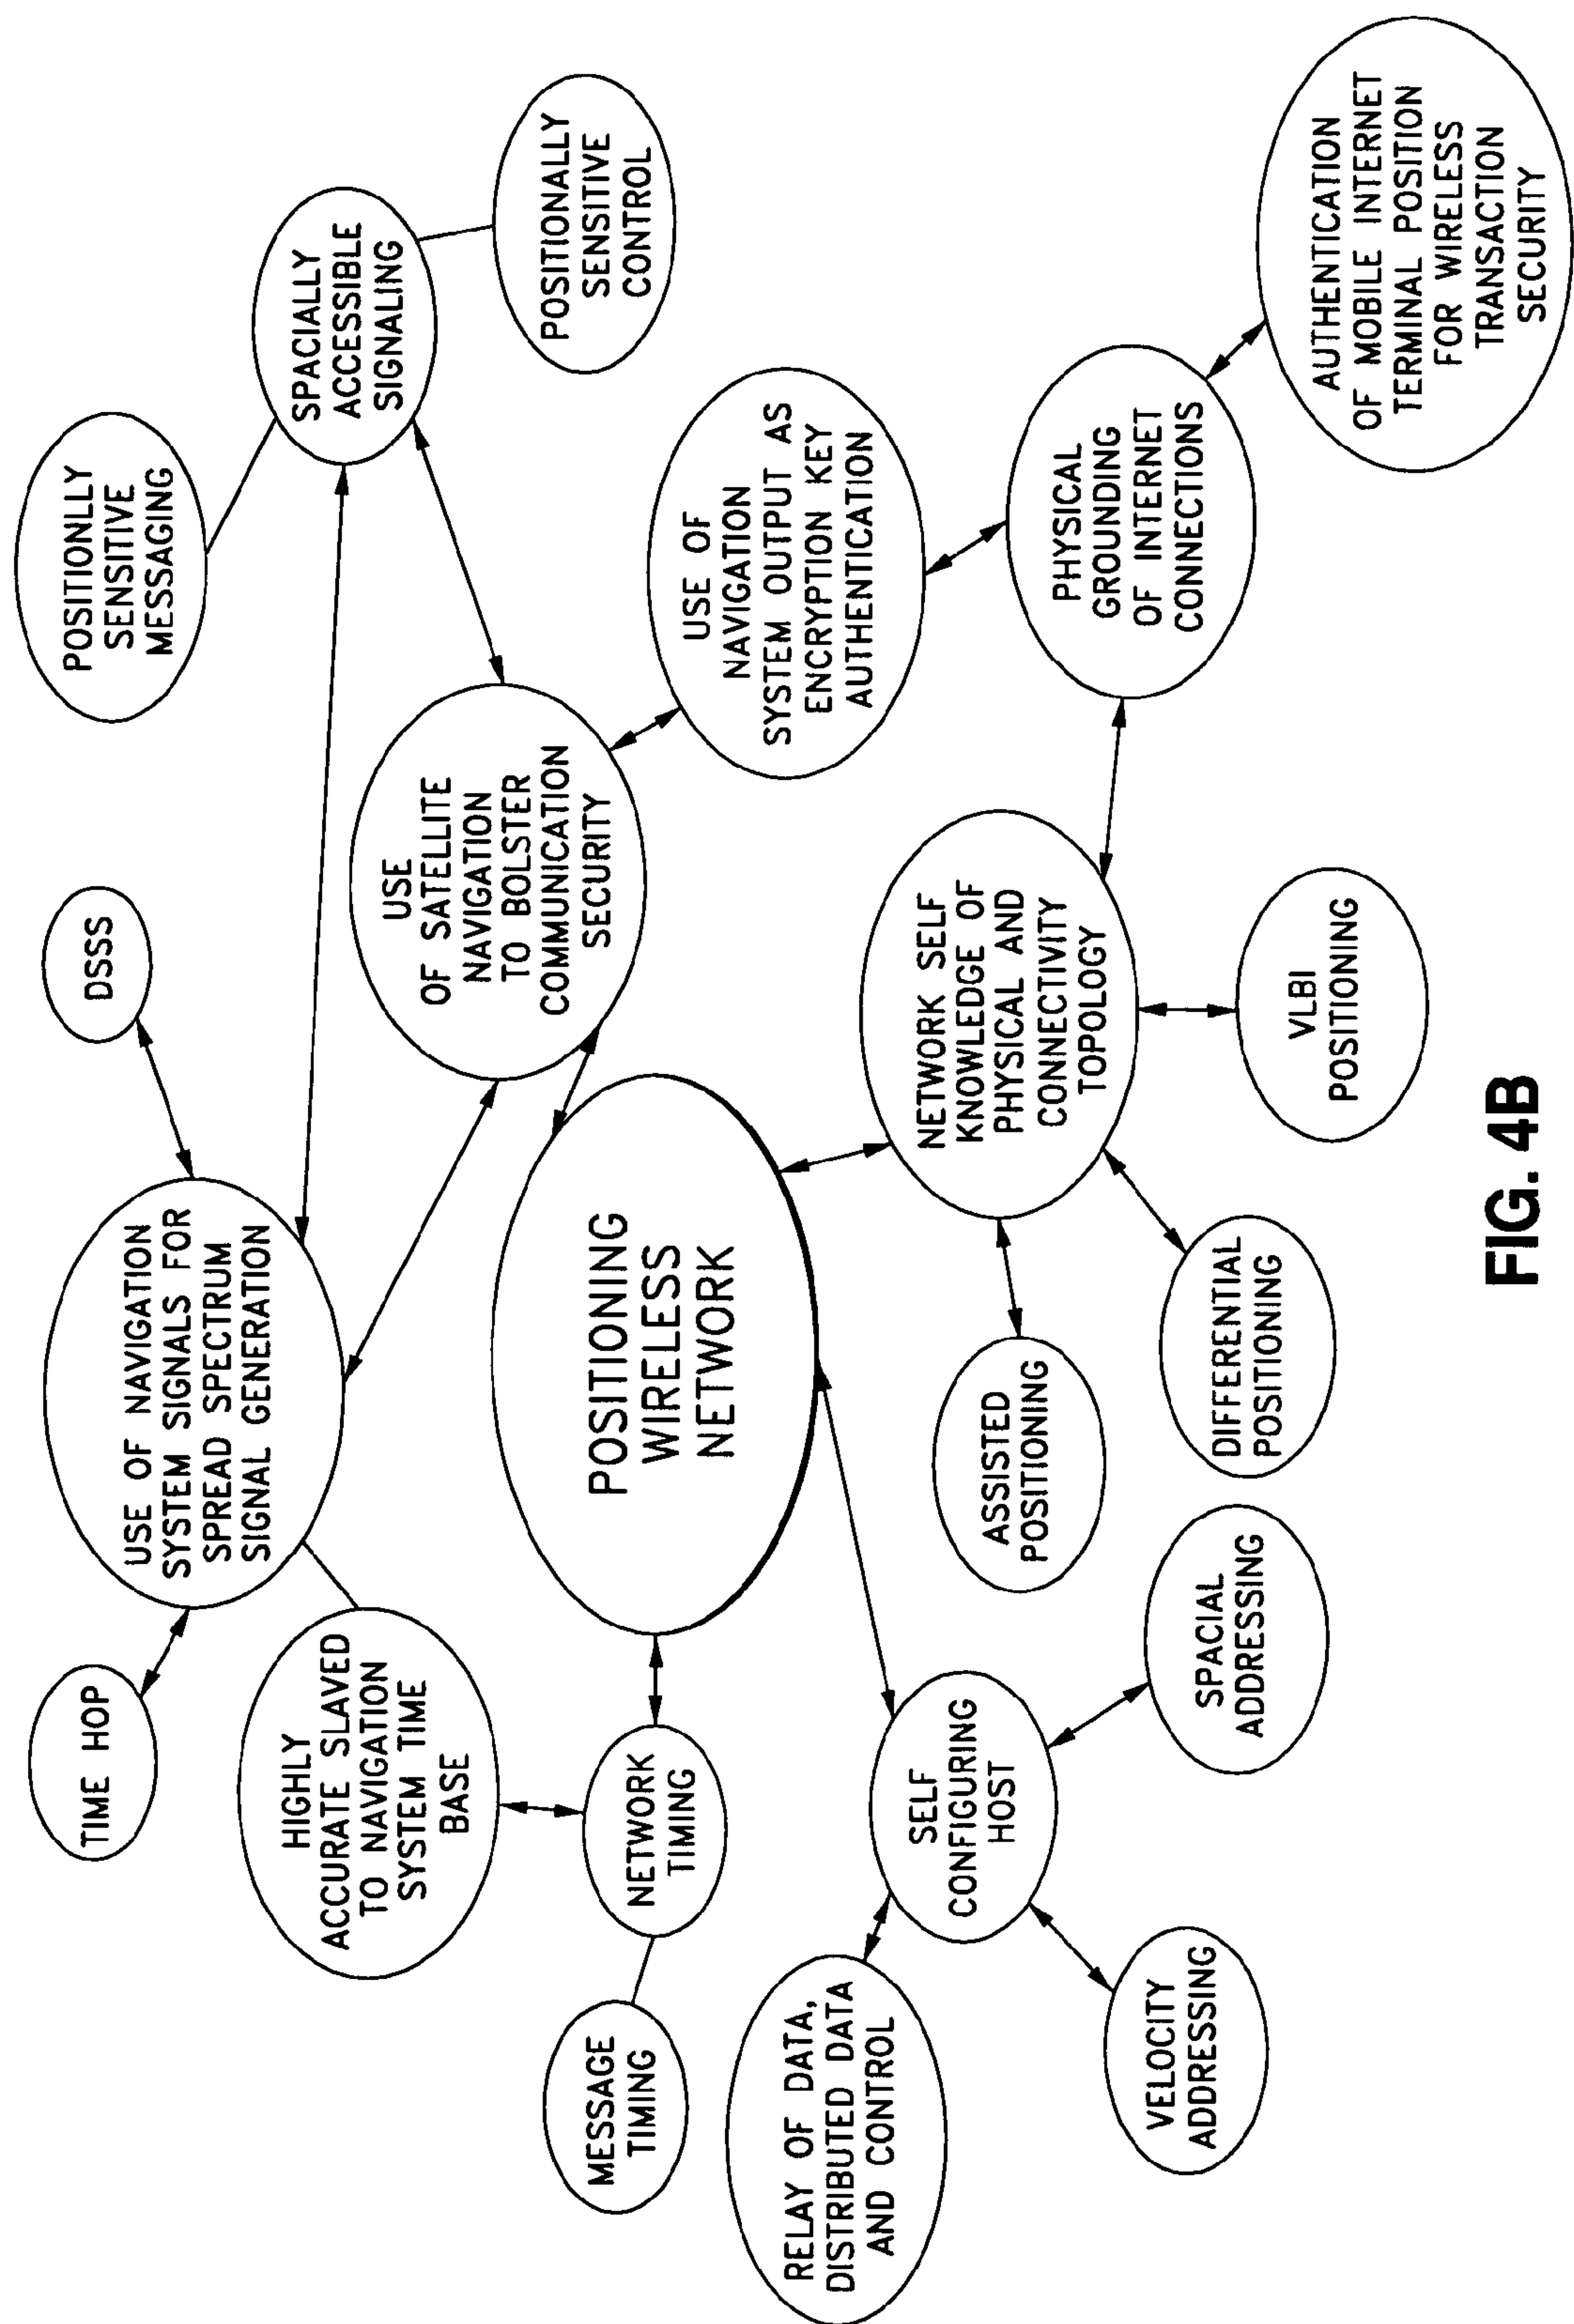 TIME HOP
USE OF NAVIGATION
SYSTEM SIGNALS FOR
SPREAD SPECTRUM
SIGNAL GENERATION
DSSS
POSITIONLLY
SENSITIVE
MESSAGING
HIGHLY
ACCURATE SLAVED
TO NAVIGATION
SYSTEM TIME
BASE
SPACIALLY
ACCESSIBLE
SIGNALING
USE
OF SATELLITE
NAVIGATION
TO BOLSTER
COMMUNICATION
SECURITY
POSITIONALLY
SENSITIVE
CONTROL
MESSAGE
TIMING
NETWORK
TIMING
POSITIONING
WIRELESS
NETWORK
USE OF
NAVIGATION
SYSTEM OUTPUT AS
ENCRYPTION KEY
AUTHENTICATION
RELAY OF DATA,
DISTRIBUTED DATA
AND CONTROL
SELF
CONFIGURING
HOST
ASSISTED
POSITIONING
NETWORK SELF
KNOWLEDGE OF
PHYSICAL AND
CONNECTIVITY
TOPOLOGY
PHYSICAL
GROUNDING
OF INTERNET
CONNECTIONS
VELOCITY
ADDRESSING
SPACIAL
ADDRESSING
DIFFERENTIAL
POSITIONING
VLBI
POSITIONING
AUTHENTICATION
OF MOBILE INTERNET
TERMINAL POSITION
FOR WIRELESS
TRANSACTION
SECURITY
FIG. 4B